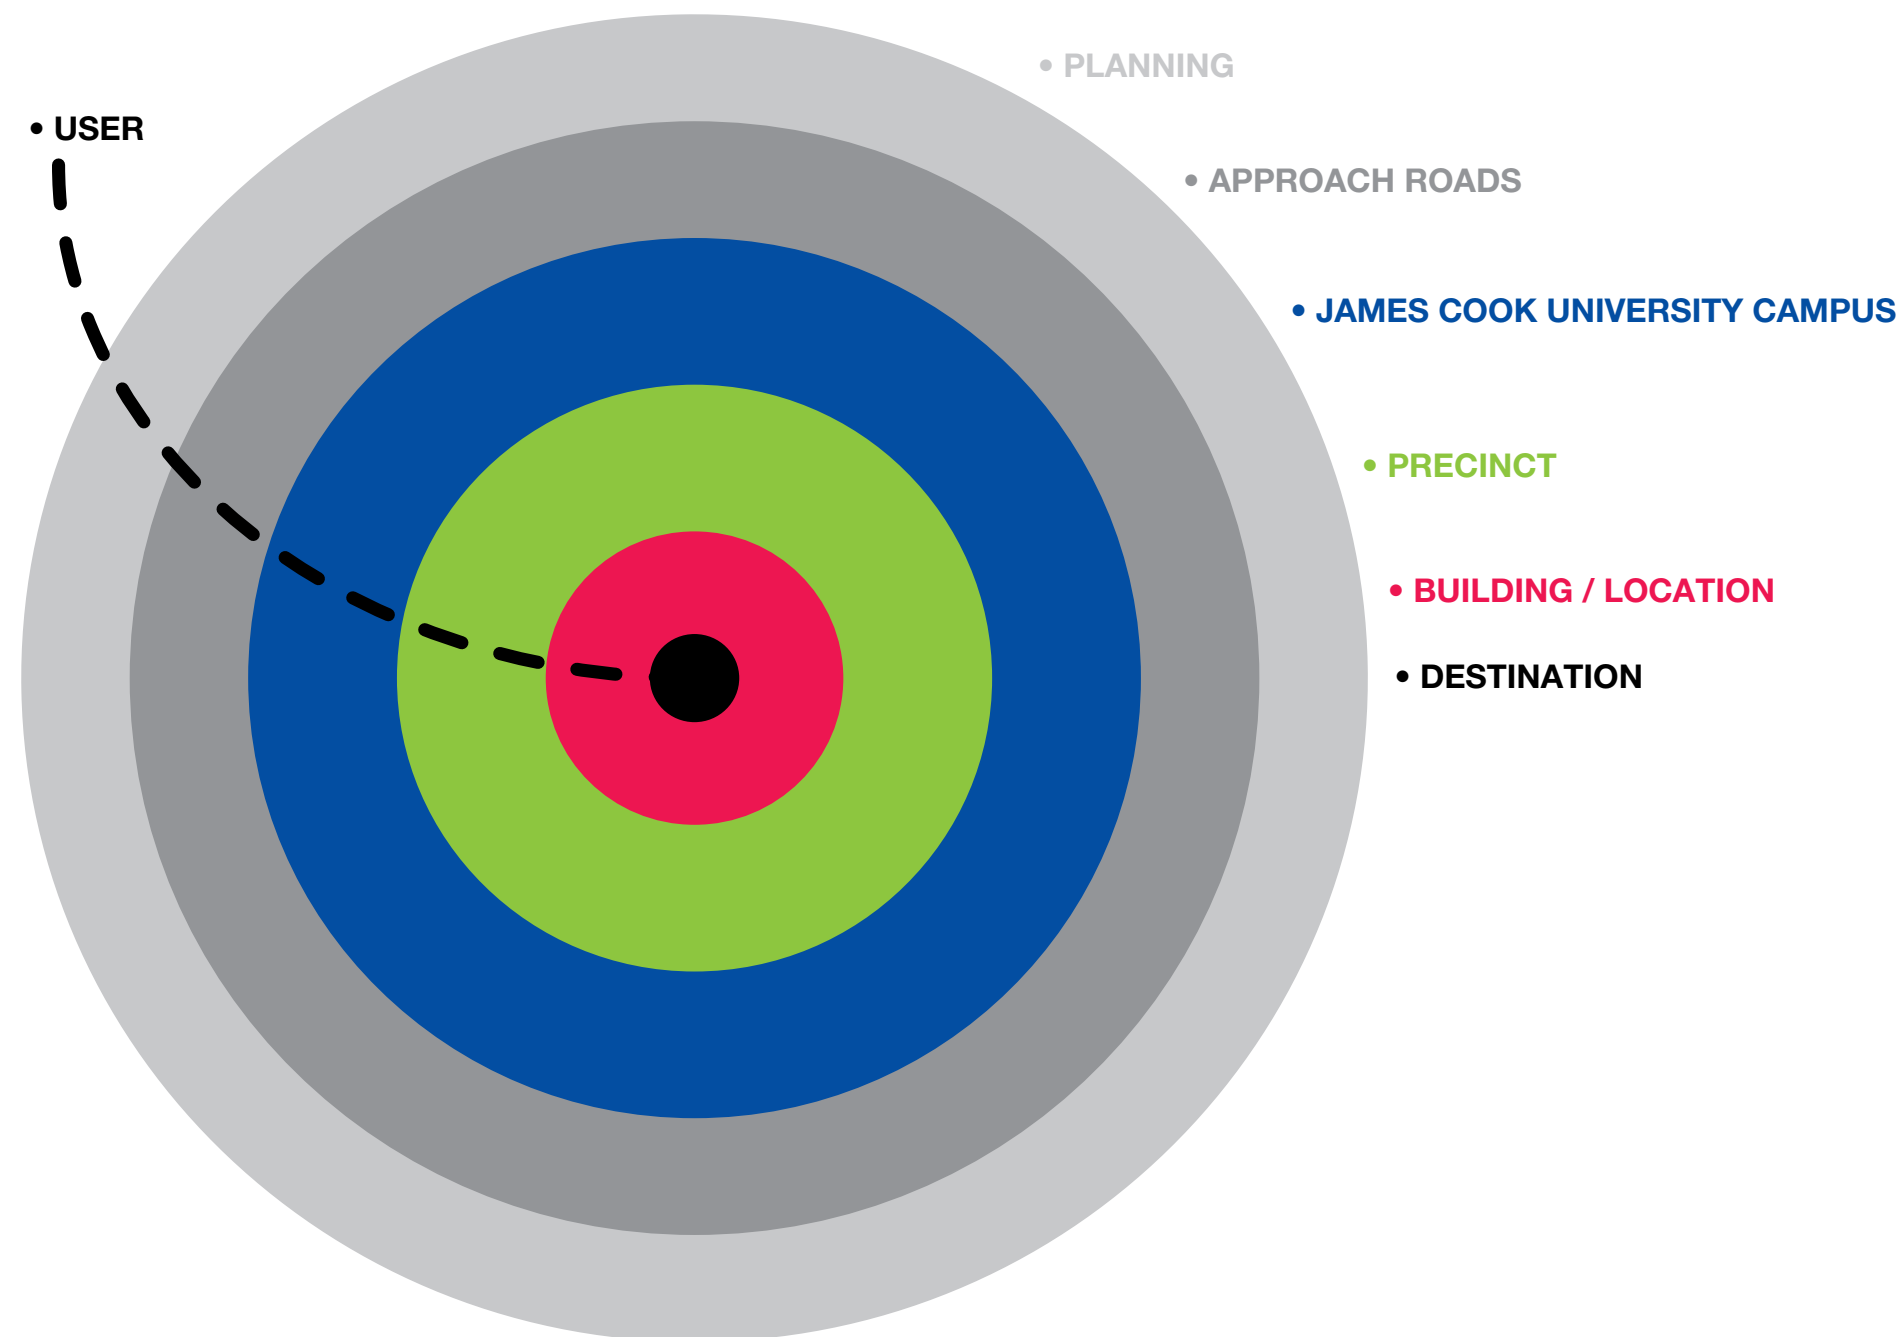 • PLANNING
• USER
• APPROACH ROADS
• JAMES COOK UNIVERSITY CAMPUS
• PRECINCT
• BUILDING / LOCATION
• DESTINATION